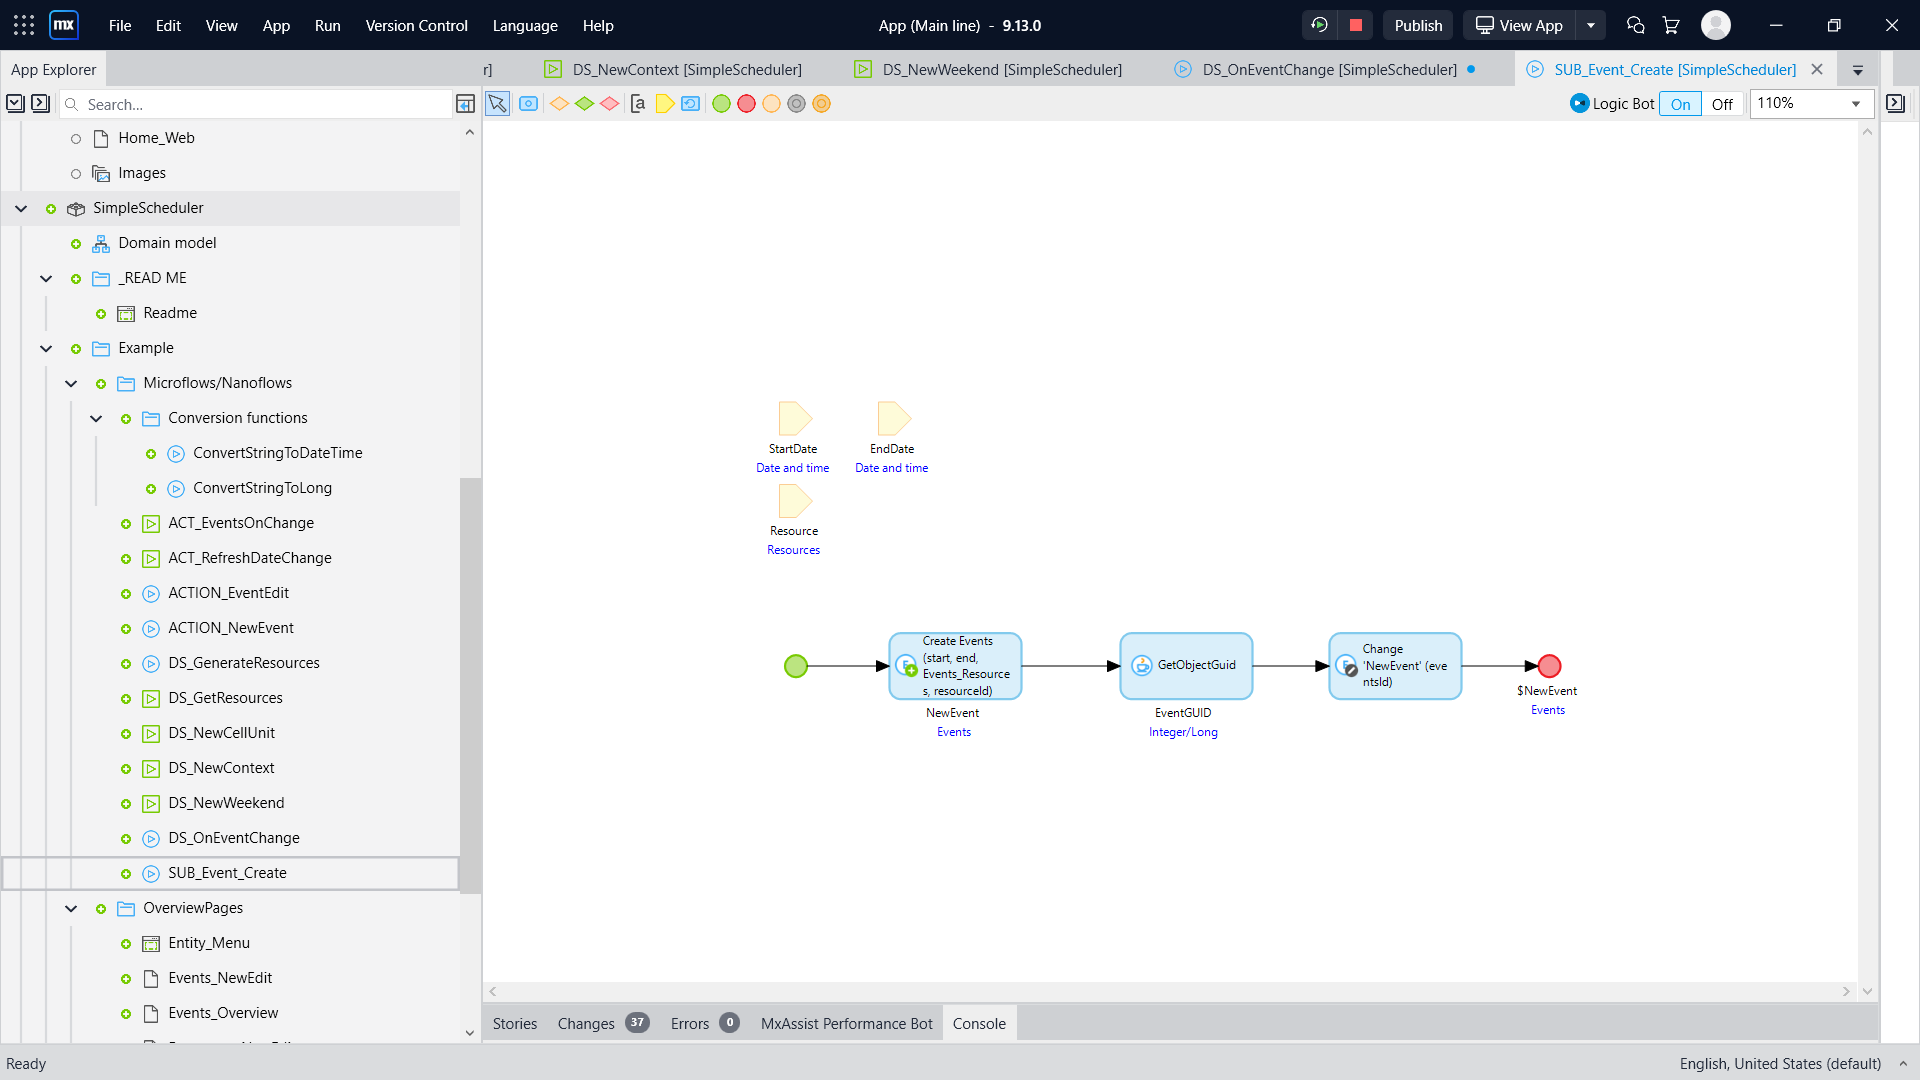 mx File Edit View App Run Version Control Language Help App (Main line) - 9.13.0 Publish View App
App Explorer
r] DS_NewContext [SimpleScheduler] DS_NewWeekend [SimpleScheduler] DS_OnEventChange [SimpleScheduler] SUB_Event_Create [SimpleScheduler]
Search...
[a
Logic Bot On Off 110%
Home_Web
Images
SimpleScheduler
Domain model
_READ ME
Readme
Example
Microflows/Nanoflows
Conversion functions
ConvertStringToDateTime
ConvertStringToLong
ACT_EventsOnChange
ACT_RefreshDateChange
ACTION_EventEdit
ACTION_NewEvent
DS_GenerateResources
DS_GetResources
DS_NewCellUnit
DS_NewContext
DS_NewWeekend
DS_OnEventChange
SUB_Event_Create
OverviewPages
Entity_Menu
Events_NewEdit
Events_Overview
StartDate
Date and time
EndDate
Date and time
Resource
Resources
Create Events
(start, end,
Events_Resource
s, resourceId)
NewEvent
Events
GetObjectGuid
EventGUID
Integer/Long
Change
'NewEvent' (eve
ntsId)
$NewEvent
Events
Stories Changes 37 Errors 0 MxAssist Performance Bot Console
Ready
English, United States (default)